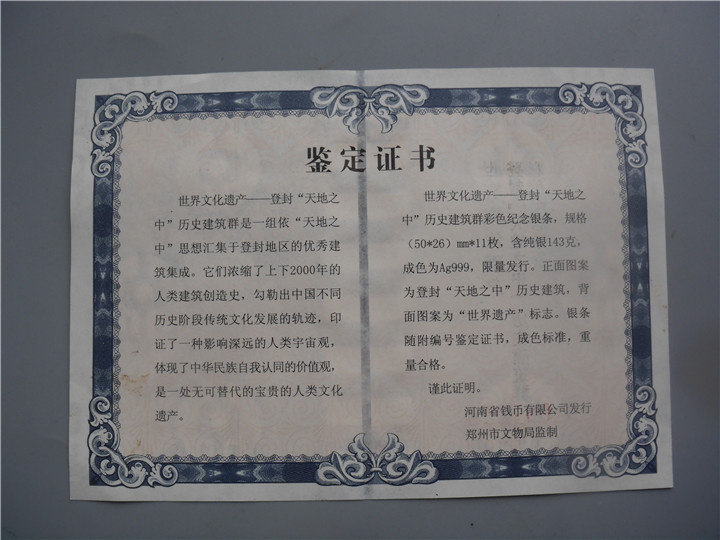 鉴定证书
世界文化遗产——登封“天地之
中”历史建筑群是一组依“天地之
中”思想汇集于登封地区的优秀建
筑集成。它们浓缩了上下2000年的
人类建筑创造史，勾勒出中国不同
历史阶段传统文化发展的轨迹，印
证了一种影响深远的人类宇宙观，
体现了中华民族自我认同的价值观，
是一处无可替代的宝贵的人类文化
遗产。
世界文化遗产——登封“天地之
中”历史建筑群彩色纪念银条，规格
（50*26）mm*11枚，含纯银143克，
成色为Ag999，限量发行。正面图案
为登封“天地之中”历史建筑，背
面图案为“世界遗产”标志。银条
随附编号鉴定证书，成色标准，重
量合格。
谨此证明。
河南省钱币有限公司发行
郑州市文物局监制